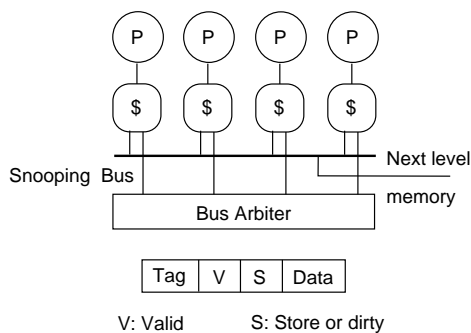 P P P P
$ $ $ $
Next level
Snooping Bus
memory
Bus Arbiter
Tag V S Data
V: Valid S: Store or dirty